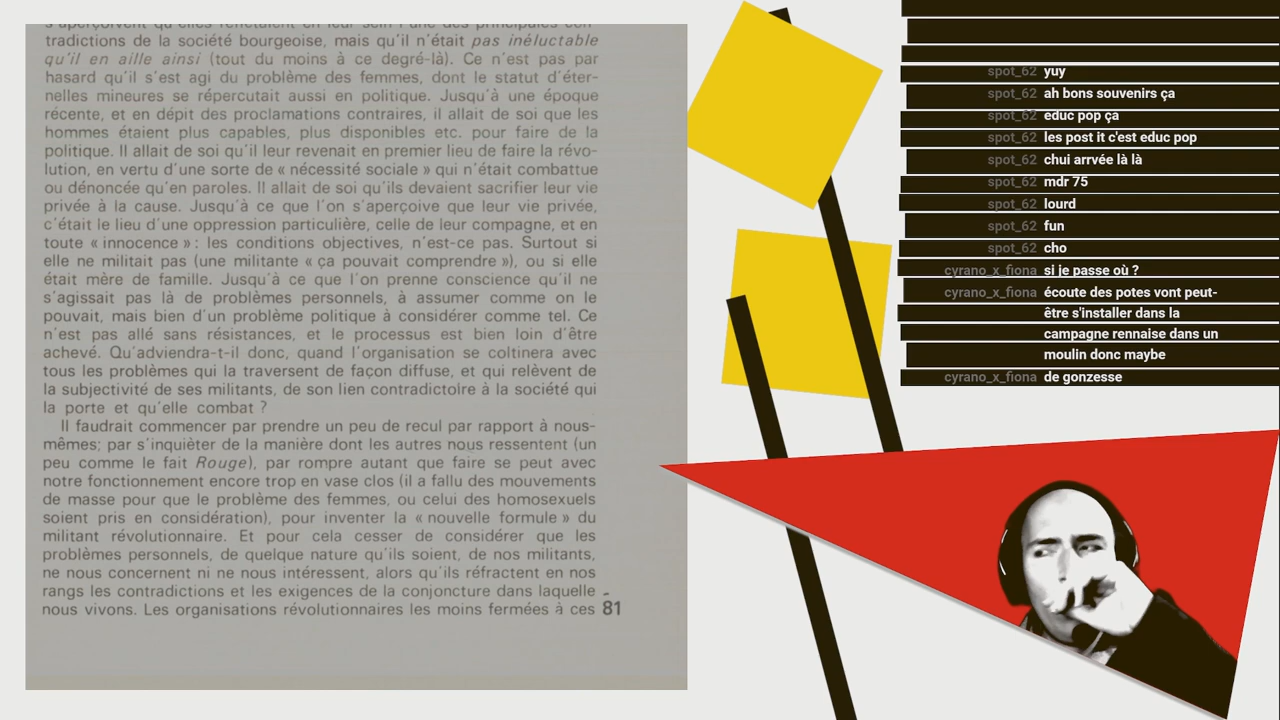 s'aperçoivent qu'elles reflétaient en leur sein l'une des principales con-
tradictions de la société bourgeoise, mais qu'il n'était pas inéluctable
qu'il en aille ainsi (tout du moins à ce degré-là). Ce n'est pas par
hasard qu'il s'est agi du problème des femmes, dont le statut d'éter-
nelles mineures se répercutait aussi en politique. Jusqu'à une époque
récente, et en dépit des proclamations contraires, il allait de soi que les
hommes étaient plus capables, plus disponibles etc. pour faire de la
politique. Il allait de soi qu'il leur revenait en premier lieu de faire la révo-
lution, en vertu d'une sorte de « nécessité sociale » qui n'était combattue
ou dénoncée qu'en paroles. Il allait de soi qu'ils devaient sacrifier leur vie
privée à la cause. Jusqu'à ce que l'on s'aperçoive que leur vie privée,
c'était le lieu d'une oppression particulière, celle de leur compagne, et en
toute « innocence » : les conditions objectives, n'est-ce pas. Surtout si
elle ne militait pas (une militante « ça pouvait comprendre »), ou si elle
était mère de famille. Jusqu'à ce que l'on prenne conscience qu'il ne
s'agissait pas là de problèmes personnels, à assumer comme on le
pouvait, mais bien d'un problème politique à considérer comme tel. Ce
n'est pas allé sans résistances, et le processus est bien loin d'être
achevé. Qu'adviendra-t-il donc, quand l'organisation se coltinera avec
tous les problèmes qui la traversent de façon diffuse, et qui relèvent de
la subjectivité de ses militants, de son lien contradictoire à la société qui
la porte et qu'elle combat ?
Il faudrait commencer par prendre un peu de recul par rapport à nous-
mêmes; par s'inquièter de la manière dont les autres nous ressentent (un
peu comme le fait Rouge), par rompre autant que faire se peut avec
notre fonctionnement encore trop en vase clos (il a fallu des mouvements
de masse pour que le problème des femmes, ou celui des homosexuels
soient pris en considération), pour inventer la « nouvelle formule » du
militant révolutionnaire. Et pour cela cesser de considérer que les
problèmes personnels, de quelque nature qu'ils soient, de nos militants,
ne nous concernent ni ne nous intéressent, alors qu'ils réfractent en nos
rangs les contradictions et les exigences de la conjoncture dans laquelle
nous vivons. Les organisations révolutionnaires les moins fermées à ces
81
spot_62 yuy
spot_62 ah bons souvenirs ça
spot_62 educ pop ça
spot_62 les post it c'est educ pop
spot_62 chui arrvée là là
spot_62 mdr 75
spot_62 lourd
spot_62 fun
spot_62 cho
cyrano_x_fiona si je passe où ?
cyrano_x_fiona écoute des potes vont peut-
être s'installer dans la
campagne rennaise dans un
moulin donc maybe
cyrano_x_fiona de gonzesse